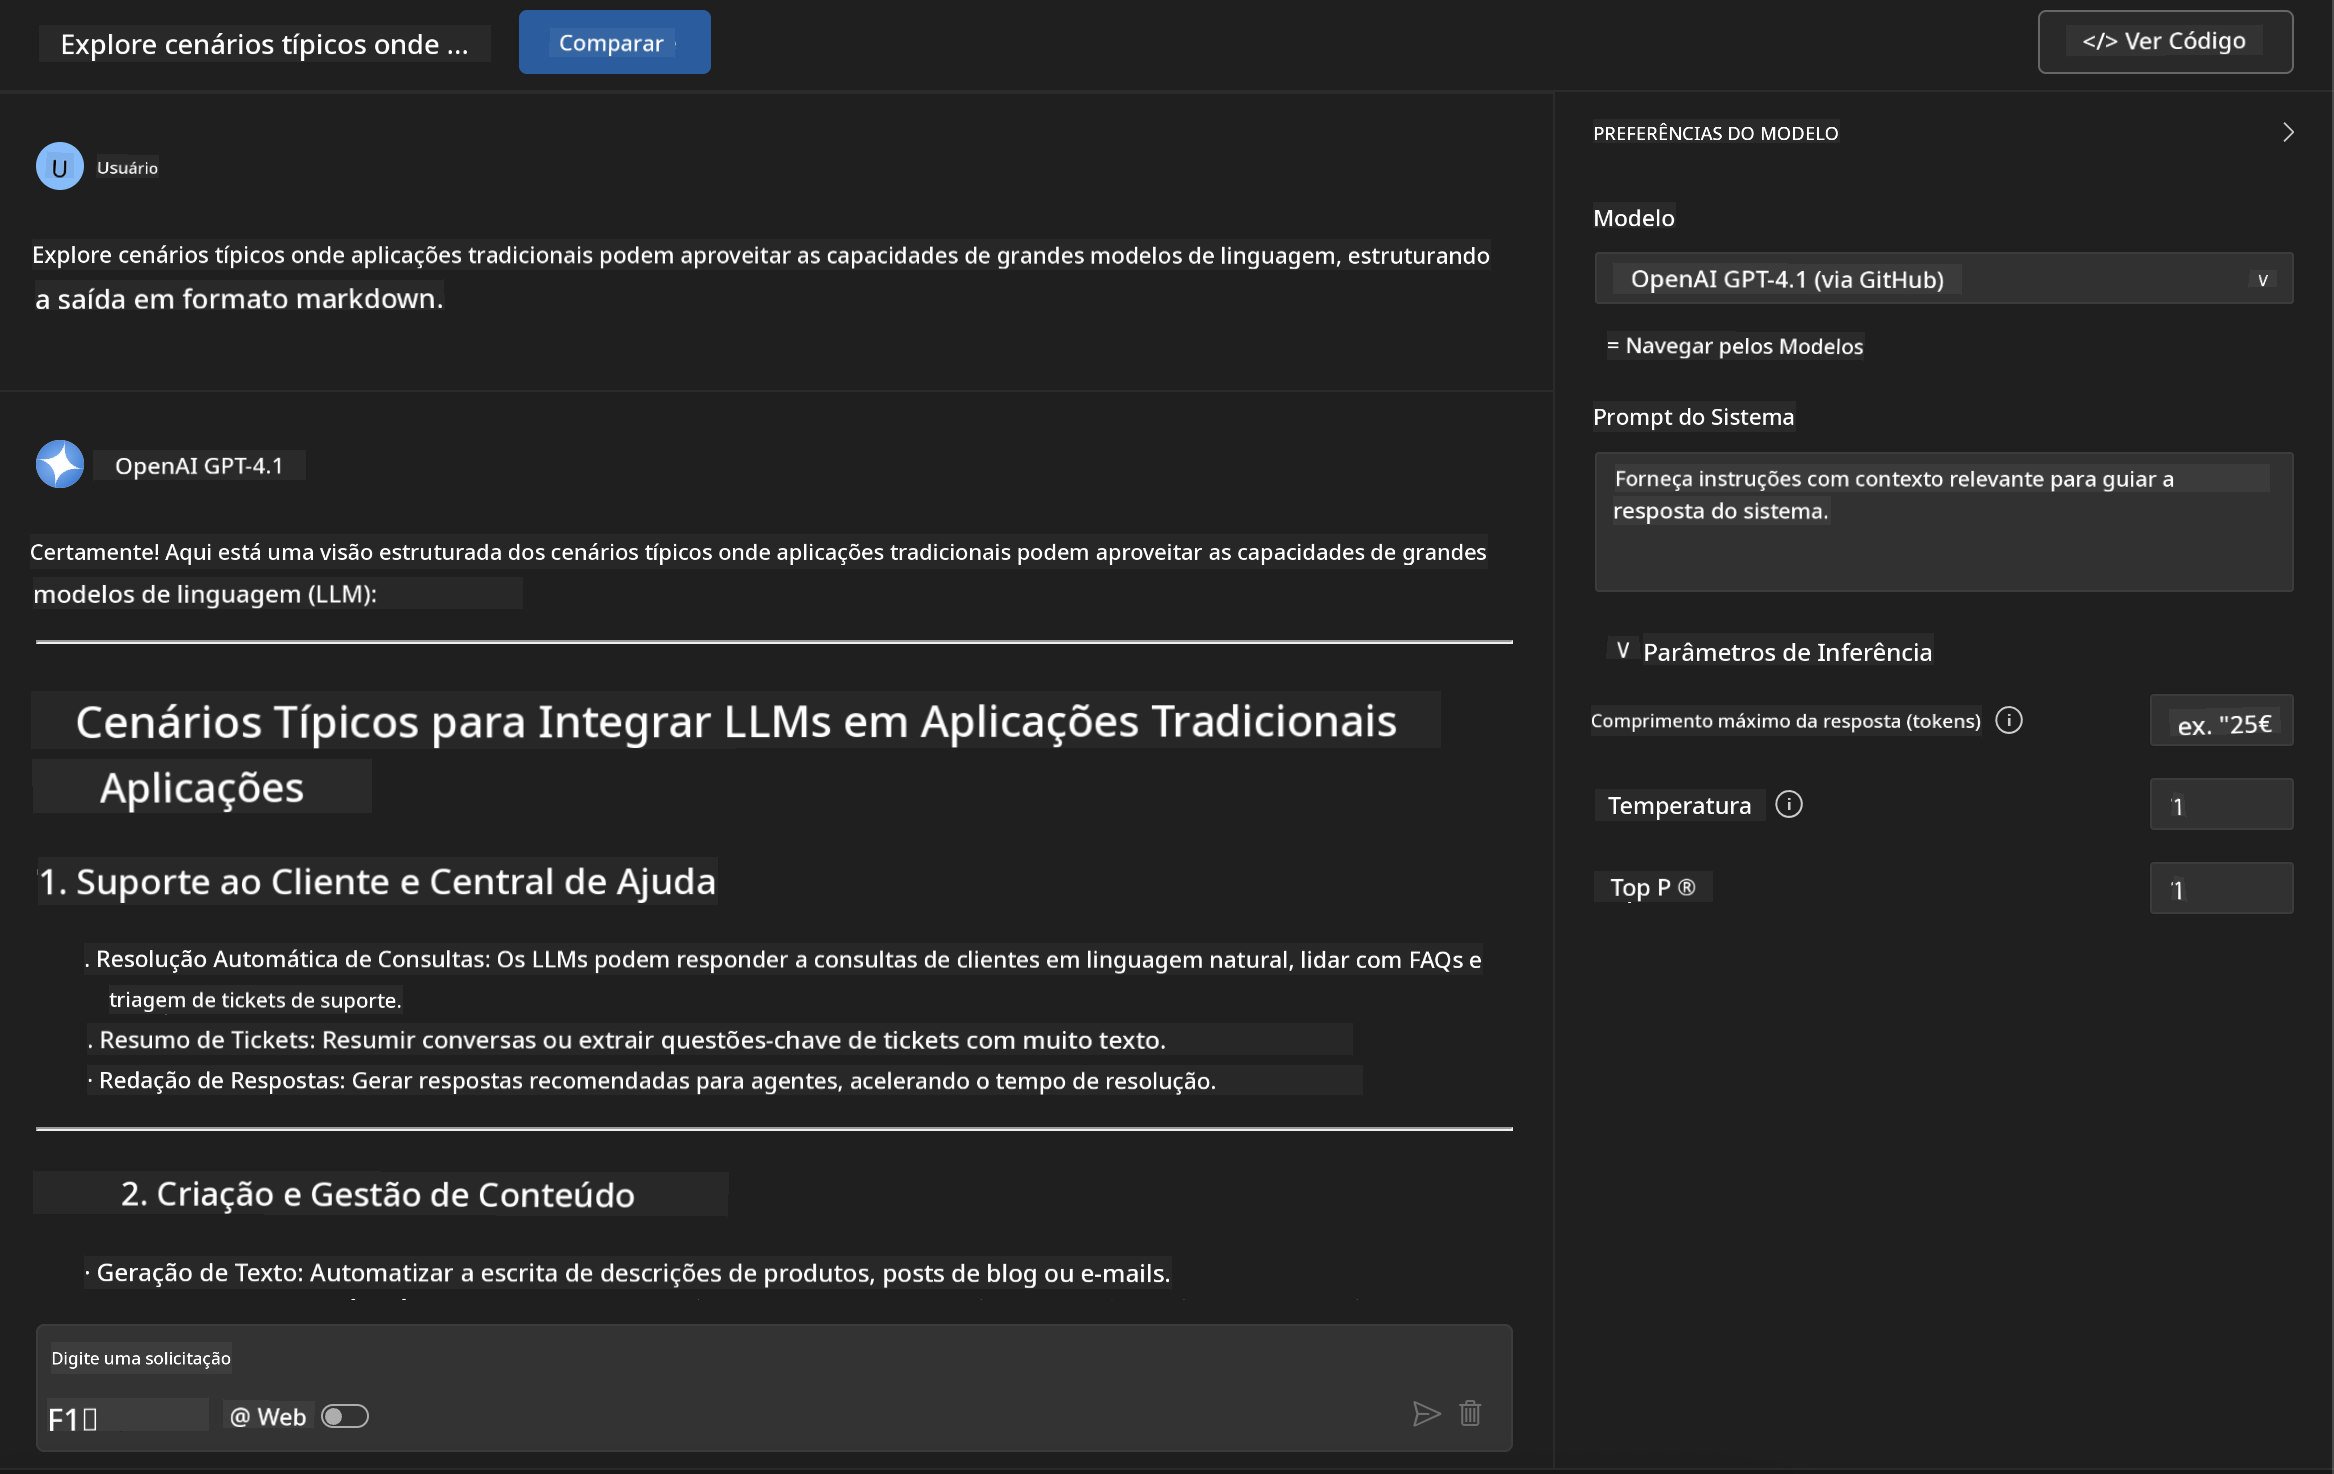 Explore cenários típicos onde ...
Comparar
</> Ver Código
U Usuário
Explore cenários típicos onde aplicações tradicionais podem aproveitar as capacidades de grandes modelos de linguagem, estruturando
a saída em formato markdown.
OpenAI GPT-4.1
Certamente! Aqui está uma visão estruturada dos cenários típicos onde aplicações tradicionais podem aproveitar as capacidades de grandes
modelos de linguagem (LLM):
Cenários Típicos para Integrar LLMs em Aplicações Tradicionais
Aplicações
1. Suporte ao Cliente e Central de Ajuda
. Resolução Automática de Consultas: Os LLMs podem responder a consultas de clientes em linguagem natural, lidar com FAQs e
triagem de tickets de suporte.
. Resumo de Tickets: Resumir conversas ou extrair questões-chave de tickets com muito texto.
· Redação de Respostas: Gerar respostas recomendadas para agentes, acelerando o tempo de resolução.
2. Criação e Gestão de Conteúdo
· Geração de Texto: Automatizar a escrita de descrições de produtos, posts de blog ou e-mails.
Digite uma solicitação
F1
@ Web
PREFERÊNCIAS DO MODELO
Modelo
OpenAI GPT-4.1 (via GitHub) v
= Navegar pelos Modelos
Prompt do Sistema
Forneça instruções com contexto relevante para guiar a
resposta do sistema.
V Parâmetros de Inferência
Comprimento máximo da resposta (tokens) i
ex. "25€
Temperatura i
1
Top P ®
1